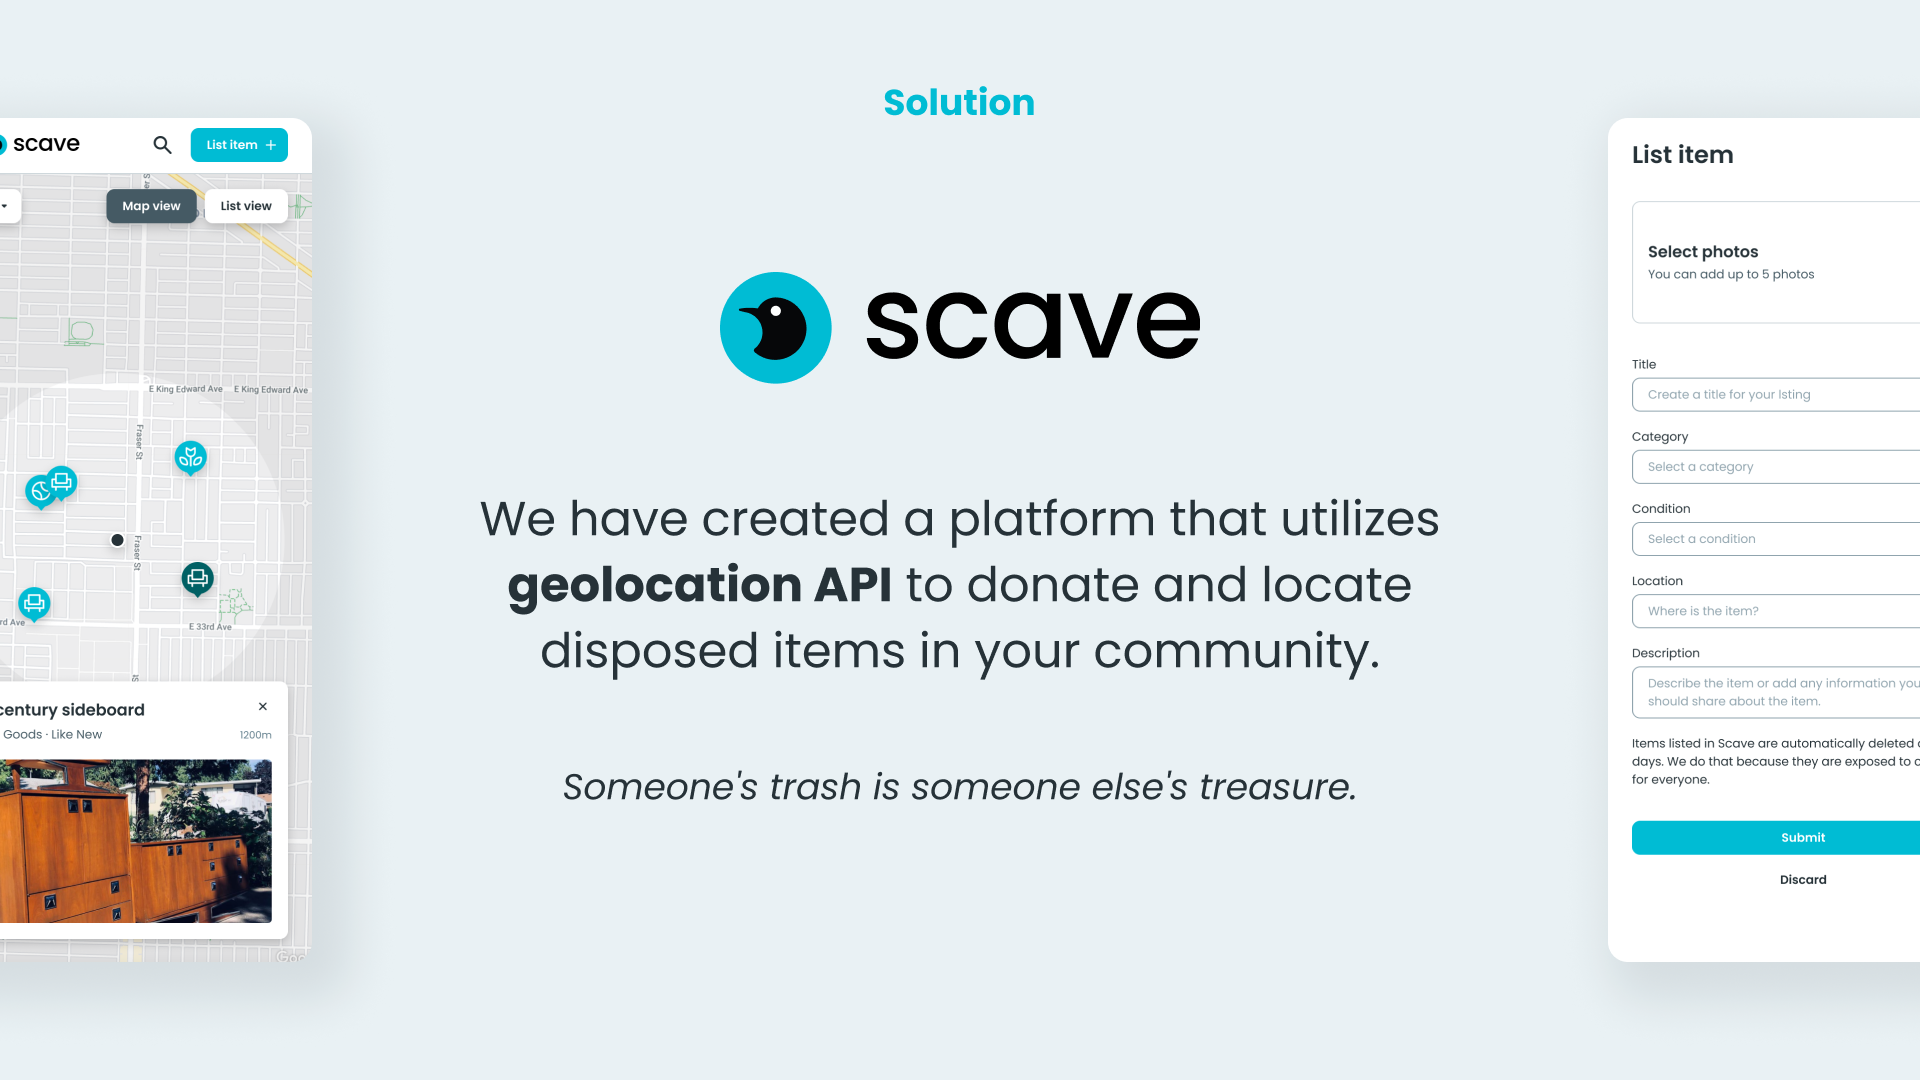 Solution
scave
List item +
Map view
List view
E King Edward Ave
E King Edward Ave
Fraser St
Fraser St
rd Ave
E 33rd Ave
century sideboard
Goods · Like New
1200m
scave
We have created a platform that utilizes
geolocation API to donate and locate
disposed items in your community.
Someone's trash is someone else's treasure.
List item
Select photos
You can add up to 5 photos
Title
Create a title for your lsting
Category
Select a category
Condition
Select a condition
Location
Where is the item?
Description
Describe the item or add any information you
should share about the item.
Items listed in Scave are automatically deleted
days. We do that because they are exposed to
for everyone.
Submit
Discard